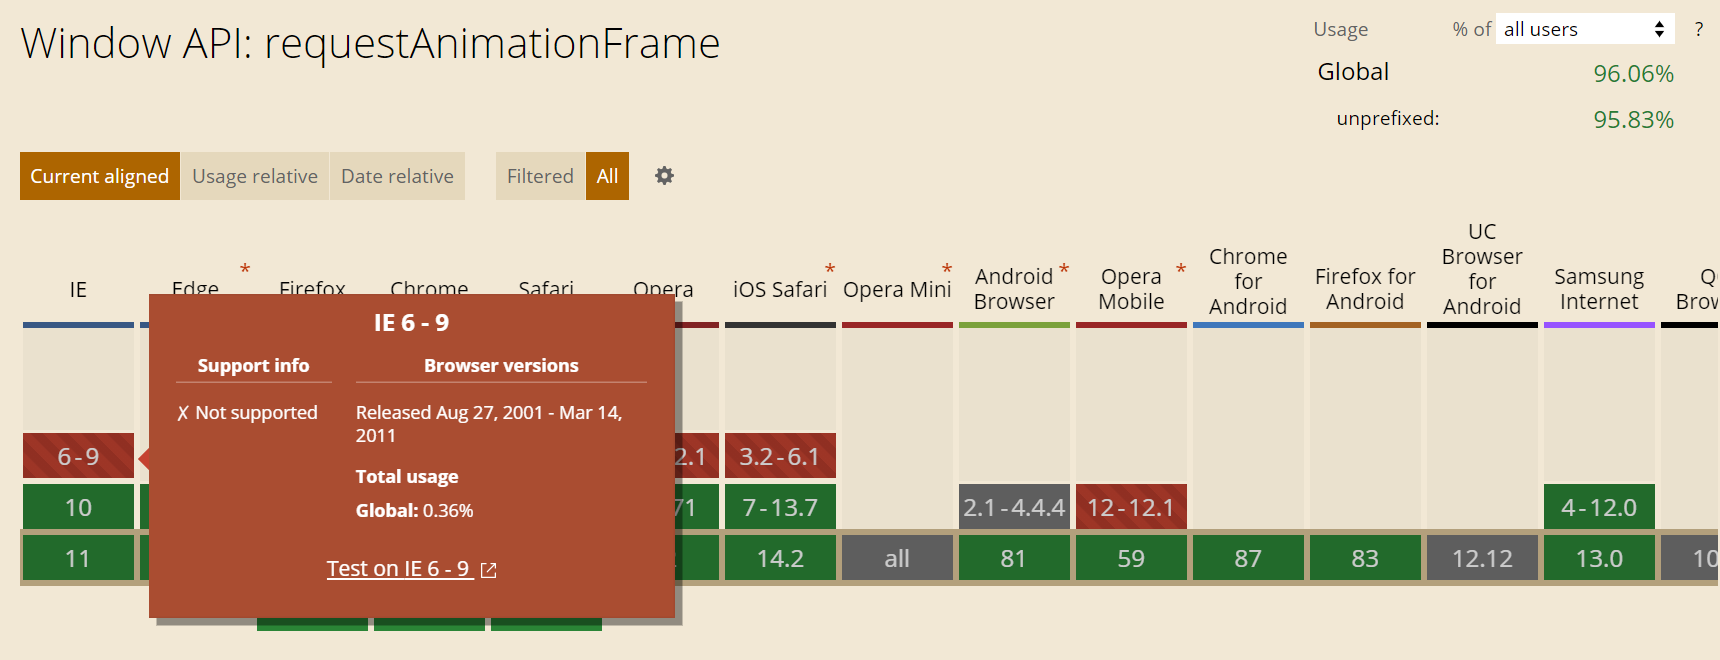 Window API: requestAnimationFrame
Usage % of all users ?
Global 96.06%
unprefixed: 95.83%
Current aligned Usage relative Date relative Filtered All
IE Edge * Firefox Chrome Safari Opera iOS Safari * Opera Mini * Android Browser * Opera Mobile * Chrome for Android Firefox for Android UC Browser for Android Samsung Internet
IE 6 - 9
Support info Browser versions
✗ Not supported Released Aug 27, 2001 - Mar 14,
2011
Total usage
Global: 0.36%
Test on IE 6 - 9
6-9 2.1 3.2-6.1
10 71 7-13.7 2.1-4.4.4 12-12.1 4-12.0
11 14.2 all 81 59 87 83 12.12 13.0 10